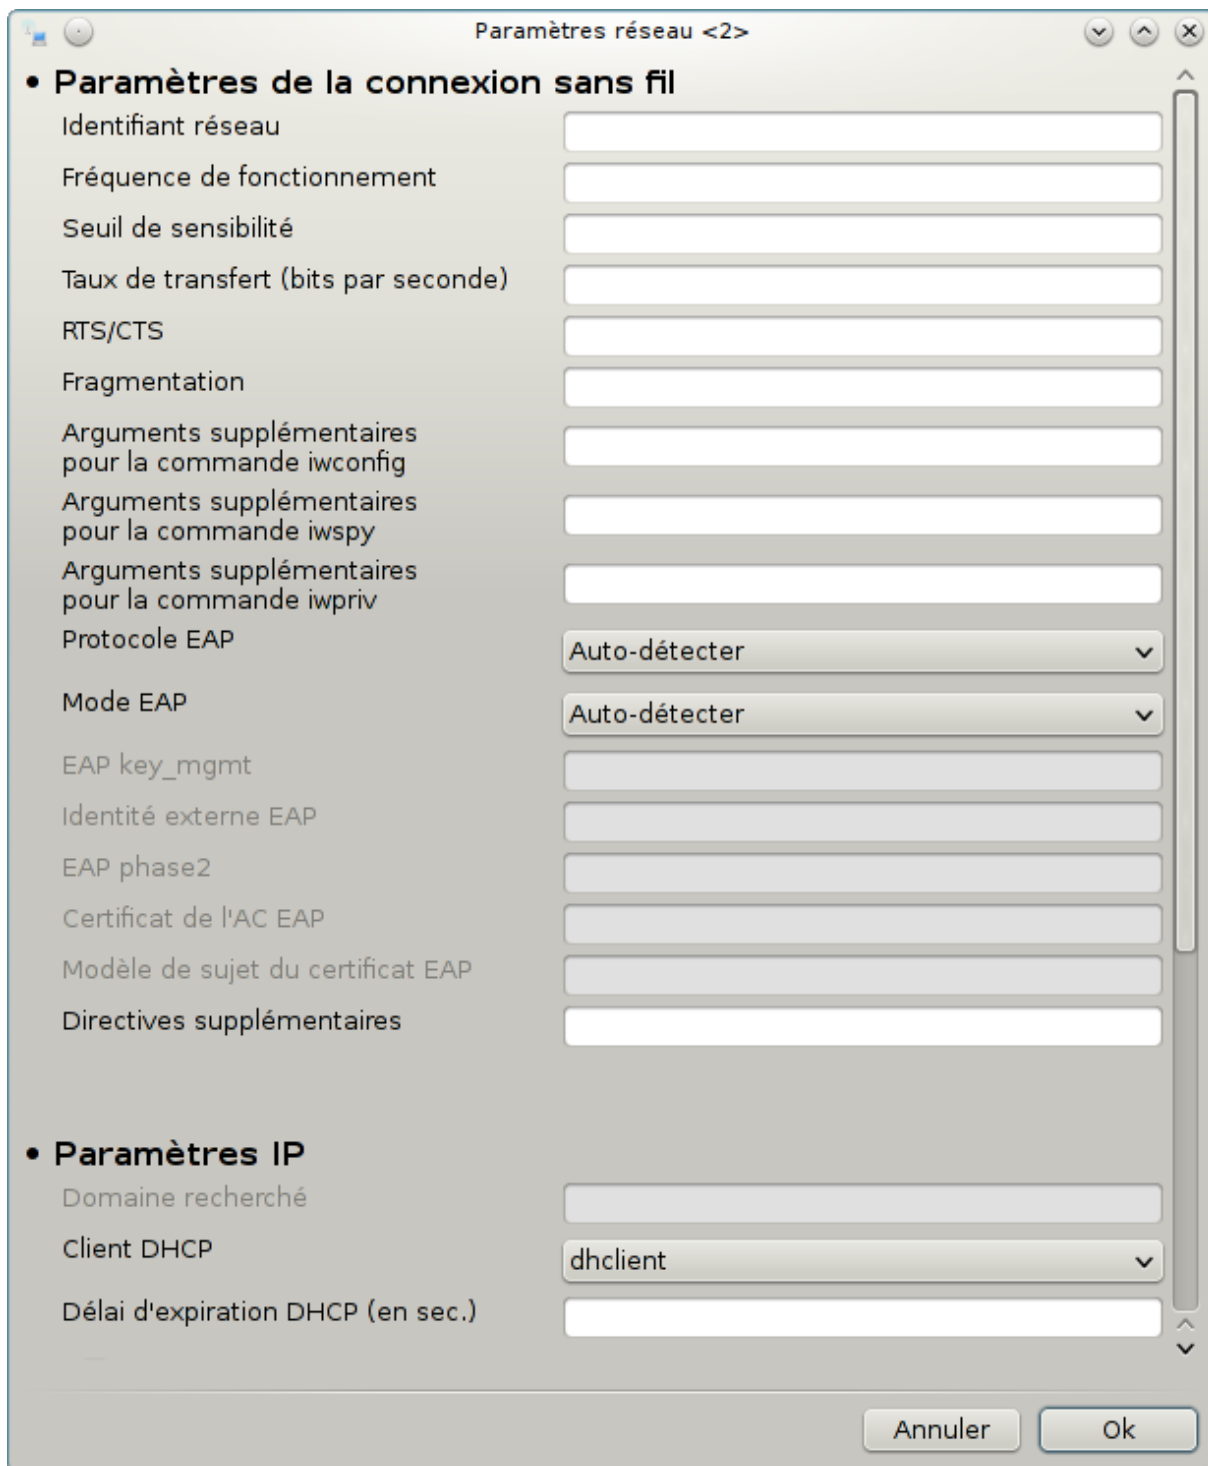 Paramètres réseau <2>
• Paramètres de la connexion sans fil
Identifiant réseau
Fréquence de fonctionnement
Seuil de sensibilité
Taux de transfert (bits par seconde)
RTS/CTS
Fragmentation
Arguments supplémentaires
pour la commande iwconfig
Arguments supplémentaires
pour la commande iwspy
Arguments supplémentaires
pour la commande iwpriv
Protocole EAP
Auto-détecter
Mode EAP
Auto-détecter
EAP key_mgmt
Identité externe EAP
EAP phase2
Certificat de l'AC EAP
Modèle de sujet du certificat EAP
Directives supplémentaires
• Paramètres IP
Domaine recherché
Client DHCP
dhclient
Délai d'expiration DHCP (en sec.)
Annuler
Ok